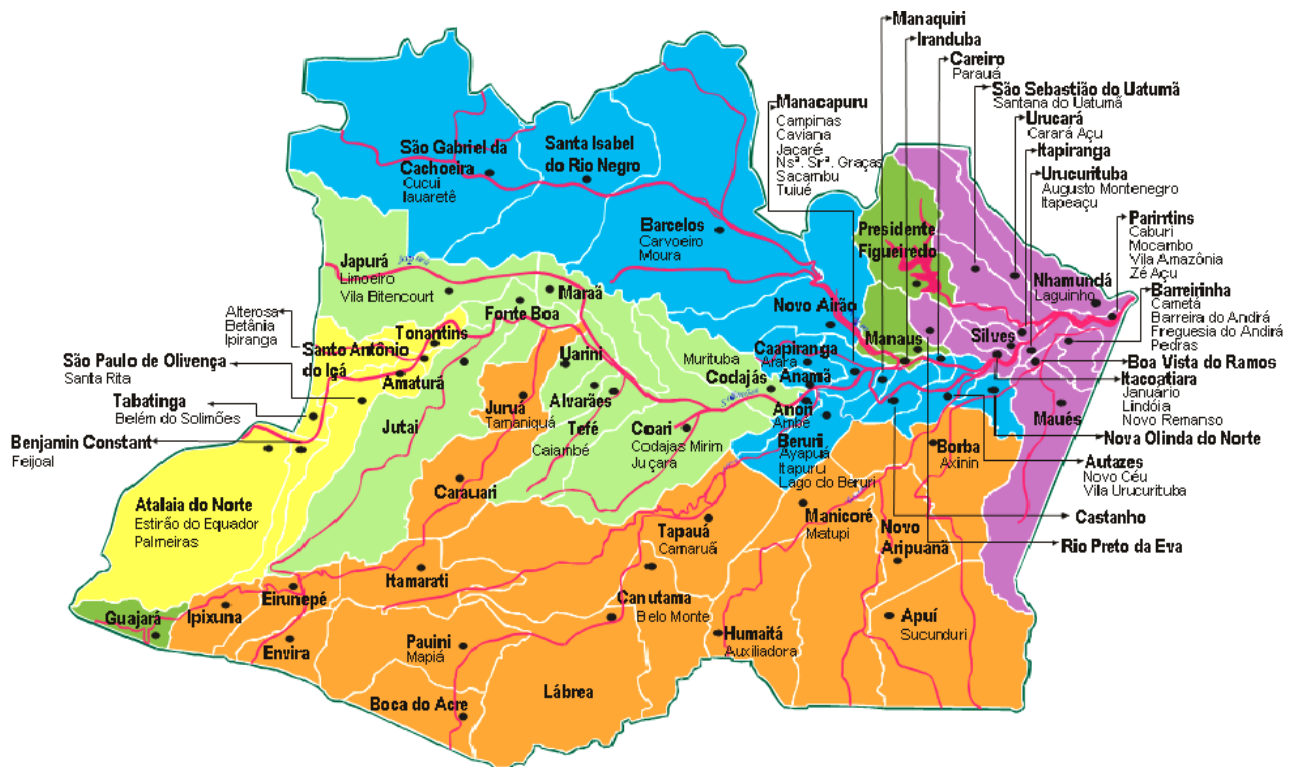 Manaquiri
Iranduba
Careiro
Parauá
São Sebastião do Uatumã
Santana do Uatumã
Urucará
Carará Açu
Itapiranga
Urucurituba
Augusto Montenegro
Itapeaçu
Parintins
Caburi
Mocambo
Vila Amazônia
Zé Açu
Manacapuru
Campinas
Caviana
Jacaré
Nsª. Srª. Graças
Sacambu
Tuiué
São Gabriel da
Cachoeira
Cucui
Iauaretê
Santa Isabel
do Rio Negro
Barcelos
Carvoeiro
Moura
Presidente
Figueiredo
Nhamundá
Laguinho
Barreirinha
Cametá
Barreira do Andirá
Freguesia do Andirá
Pedras
Japurá
Limoeiro
Vila Bitencourt
Maraã
Fonte Boa
Novo Airão
Manaus
Silves
Alterosa
Betânia
Ipiranga
Tonantins
Santo Antônio
do Içá
Amaturá
São Paulo de Olivença
Santa Rita
Tabatinga
Belém do Solimões
Benjamin Constant
Feijoal
Uarini
Alvarães
Tefé
Caiambé
Juruá
Tamaniquá
Jutai
Murituba
Codajás
Caapiranga
Arara
Anamã
Anori
Ambé
Coari
Codajas Mirim
Juçara
Beruri
Ayapuá
Itapuru
Lago do Beruri
Boa Vista do Ramos
Itacoatiara
Januário
Lindóia
Novo Remanso
Maués
Nova Olinda do Norte
Borba
Axinin
Autazes
Novo Céu
Vila Urucurituba
Castanho
Rio Preto da Eva
Atalaia do Norte
Estirão do Equador
Palmeiras
Carauari
Tapauá
Camaruã
Manicoré
Matupi
Novo
Aripuanã
Itamarati
Eirunepé
Ipixuna
Guajará
Envira
Canutama
Belo Monte
Pauini
Mapiá
Humaitá
Auxiliadora
Apuí
Sucunduri
Lábrea
Boca do Acre